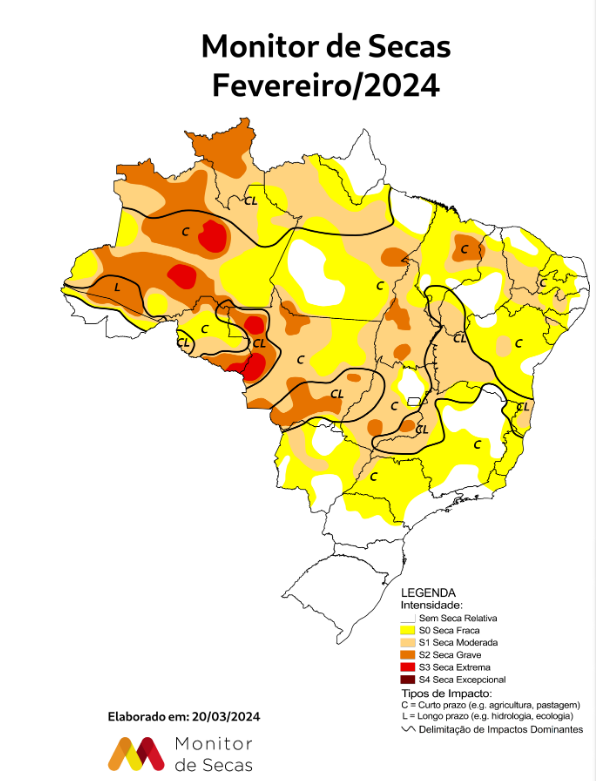 Monitor de Secas
Fevereiro/2024
CL
C
C
L
C
C
C
CL
CL
C
CL
C
C
CL
CL
C
CL
C
C
LEGENDA
Intensidade:
Sem Seca Relativa
S0 Seca Fraca
S1 Seca Moderada
S2 Seca Grave
S3 Seca Extrema
S4 Seca Excepcional
Tipos de Impacto:
C = Curto prazo (e.g. agricultura, pastagem)
L = Longo prazo (e.g. hidrologia, ecologia)
Delimitação de Impactos Dominantes
Elaborado em: 20/03/2024
Monitor
de Secas